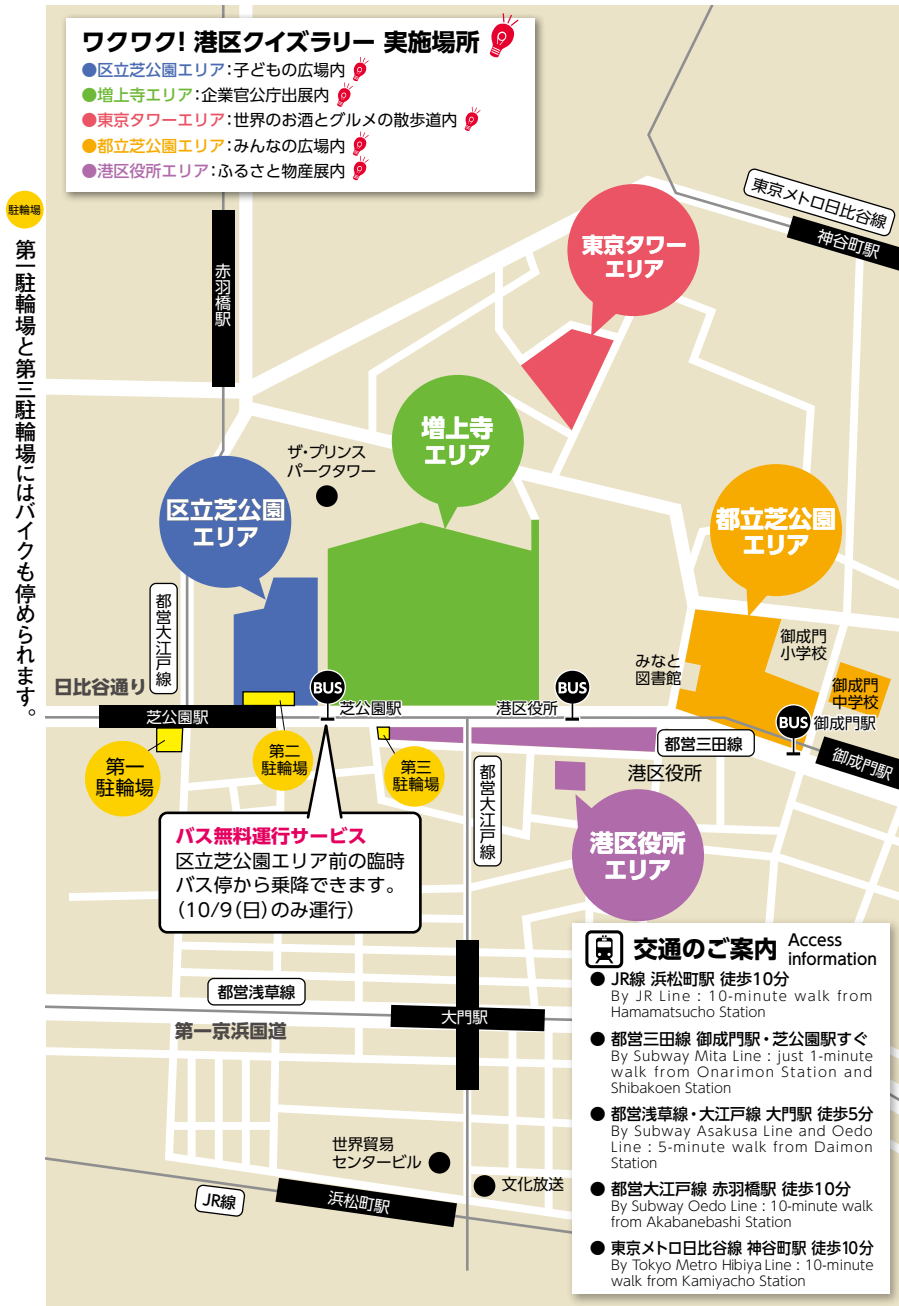 ワクワク! 港区クイズラリー 実施場所
●区立芝公園エリア:子どもの広場内
●増上寺エリア:企業官公庁出展内
●東京タワーエリア:世界のお酒とグルメの散歩道内
●都立芝公園エリア:みんなの広場内
●港区役所エリア:ふるさと物産展内
駐輪場
第一駐輪場と第三駐輪場にはバイクも停められます。
東京メトロ日比谷線
神谷町駅
赤羽橋駅
東京タワー
エリア
増上寺
エリア
ザ・プリンス
パークタワー
区立芝公園
エリア
都立芝公園
エリア
都営大江戸線
みなと
図書館
御成門
小学校
御成門
中学校
日比谷通り
BUS
芝公園駅
BUS
港区役所
BUS
御成門駅
芝公園駅
御成門駅
第一
駐輪場
第二
駐輪場
第三
駐輪場
都営三田線
都営大江戸線
港区役所
港区役所
エリア
バス無料運行サービス
区立芝公園エリア前の臨時
バス停から乗降できます。
(10/9(日)のみ運行)
都営浅草線
大門駅
第一京浜国道
世界貿易
センタービル
文化放送
JR線
浜松町駅
交通のご案内 Access
information
● JR線 浜松町駅 徒歩10分
By JR Line : 10-minute walk from
Hamamatsucho Station
● 都営三田線 御成門駅・芝公園駅すぐ
By Subway Mita Line : just 1-minute
walk from Onarimon Station and
Shibakoen Station
● 都営浅草線・大江戸線 大門駅 徒歩5分
By Subway Asakusa Line and Oedo
Line : 5-minute walk from Daimon
Station
● 都営大江戸線 赤羽橋駅 徒歩10分
By Subway Oedo Line : 10-minute walk
from Akabanebashi Station
● 東京メトロ日比谷線 神谷町駅 徒歩10分
By Tokyo Metro Hibiya Line : 10-minute
walk from Kamiyacho Station